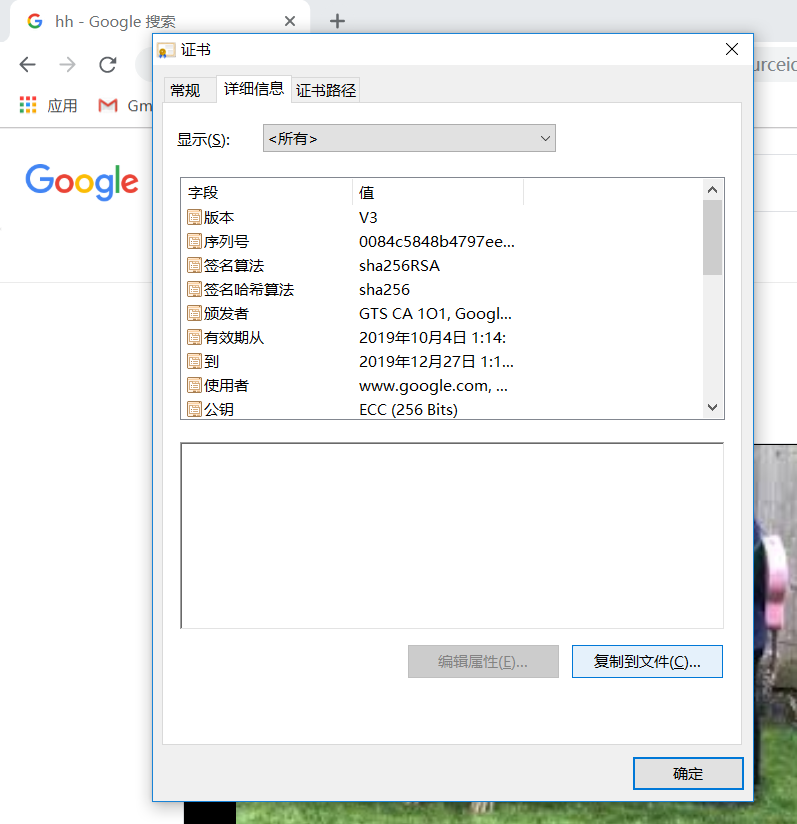 hh - Google 搜索
证书
应用
Gm
Google
常规 详细信息 证书路径
显示(S): <所有>
字段 值
版本 V3
序列号 0084c5848b4797ee...
签名算法 sha256RSA
签名哈希算法 sha256
颁发者 GTS CA 1O1, Googl...
有效期从 2019年10月4日 1:14:
到 2019年12月27日 1:1...
使用者 www.google.com, ...
公钥 ECC (256 Bits)
编辑属性(E)... 复制到文件(C)...
确定